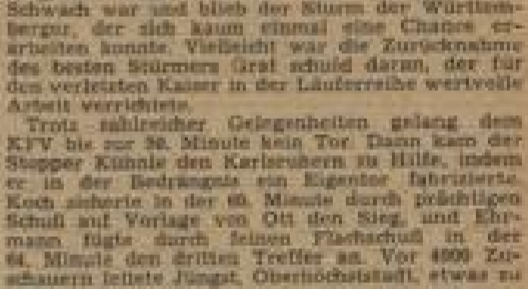 Schwach war und blieb der Sturm der Württem-
berger, der sich kaum einmal eine Chance er-
arbeiten konnte. Vielleicht war die Zurücknahme
des besten Stürmers Graf schuld daran, der für
den verletzten Kaiser in der Läuferreihe wertvolle
Arbeit verrichtete.
Trotz zahlreicher Gelegenheiten gelang dem
KFV bis zur Minute kein Tor. Dann kam der
Stopper Kühnle den Karlsruhern zu Hilfe, indem
er in der Bedrängnis ein Eigentor fabrizierte.
Koch sicherte in der 60. Minute durch prächtigen
Schuß auf Vorlage von Ott den Sieg, und Ehr-
mann fügte durch feinen Flachschuß in der
64. Minute den dritten Treffer an. Vor 4000 Zu-
schauern leitete Jüngst, Oberhöchststadt, etwas zu